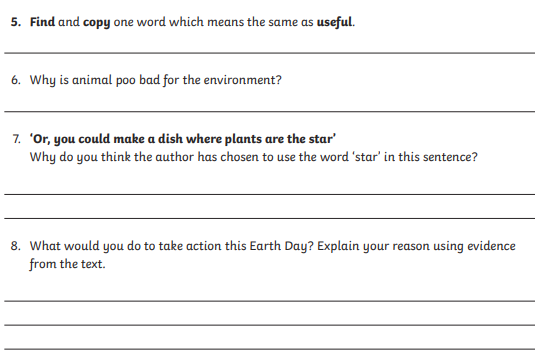 5. Find and copy one word which means the same as useful.
6. Why is animal poo bad for the environment?
7. 'Or, you could make a dish where plants are the star'
Why do you think the author has chosen to use the word 'star' in this sentence?
8. What would you do to take action this Earth Day? Explain your reason using evidence
from the text.